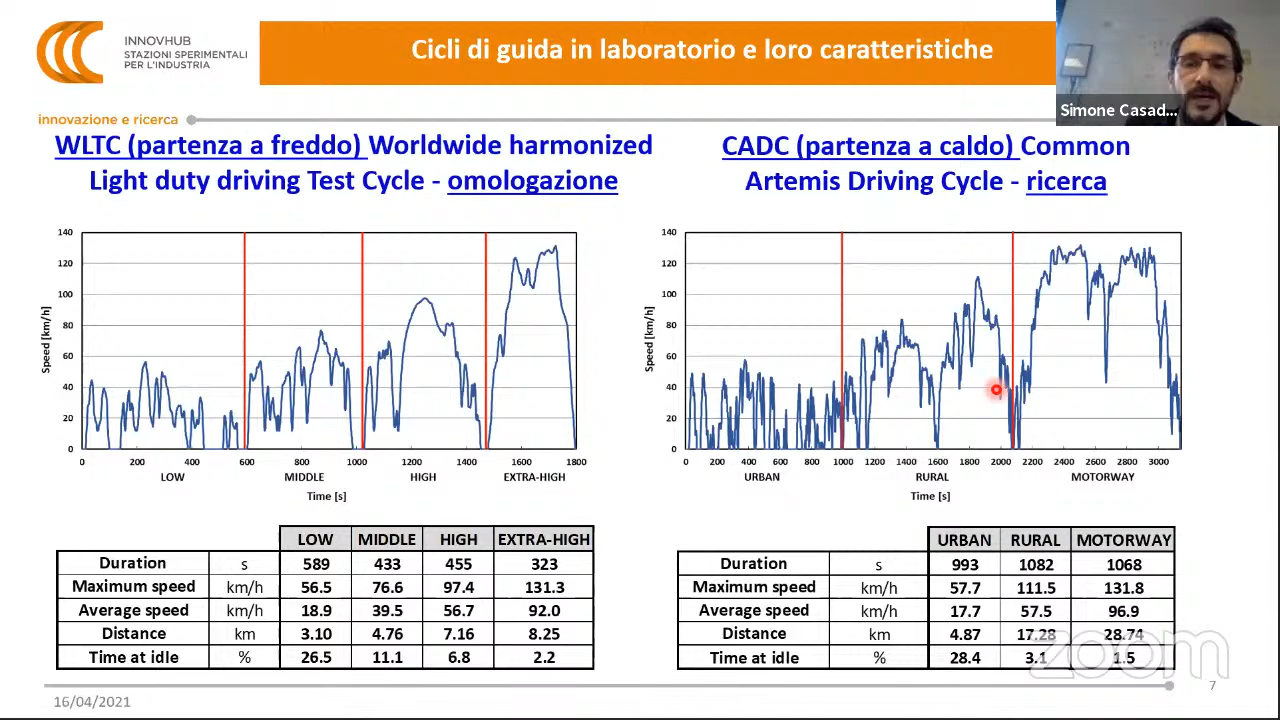 INNOVHUB
STAZIONI SPERIMENTALI
PER L'INDUSTRIA
innovazione e ricerca
Cicli di guida in laboratorio e loro caratteristiche
Simone Casad...
WLTC (partenza a freddo) Worldwide harmonized
Light duty driving Test Cycle - omologazione
CADC (partenza a caldo) Common
Artemis Driving Cycle - ricerca
Speed [km/h]
140
120
100
80
60
40
20
0
0 200 400 600 800 1000 1200 1400 1600 1800
LOW MIDDLE HIGH EXTRA-HIGH
Time [s]
Speed [km/h]
140
120
100
80
60
40
20
0
0 200 400 600 800 1000 1200 1400 1600 1800 2000 2200 2400 2600 2800 3000
URBAN RURAL MOTORWAY
Time [s]
LOW MIDDLE HIGH EXTRA-HIGH
Duration s 589 433 455 323
Maximum speed km/h 56.5 76.6 97.4 131.3
Average speed km/h 18.9 39.5 56.7 92.0
Distance km 3.10 4.76 7.16 8.25
Time at idle % 26.5 11.1 6.8 2.2
URBAN RURAL MOTORWAY
Duration s 993 1082 1068
Maximum speed km/h 57.7 111.5 131.8
Average speed km/h 17.7 57.5 96.9
Distance km 4.87 17.28 28.74
Time at idle % 28.4 3.1 1.5
zoom
16/04/2021
7